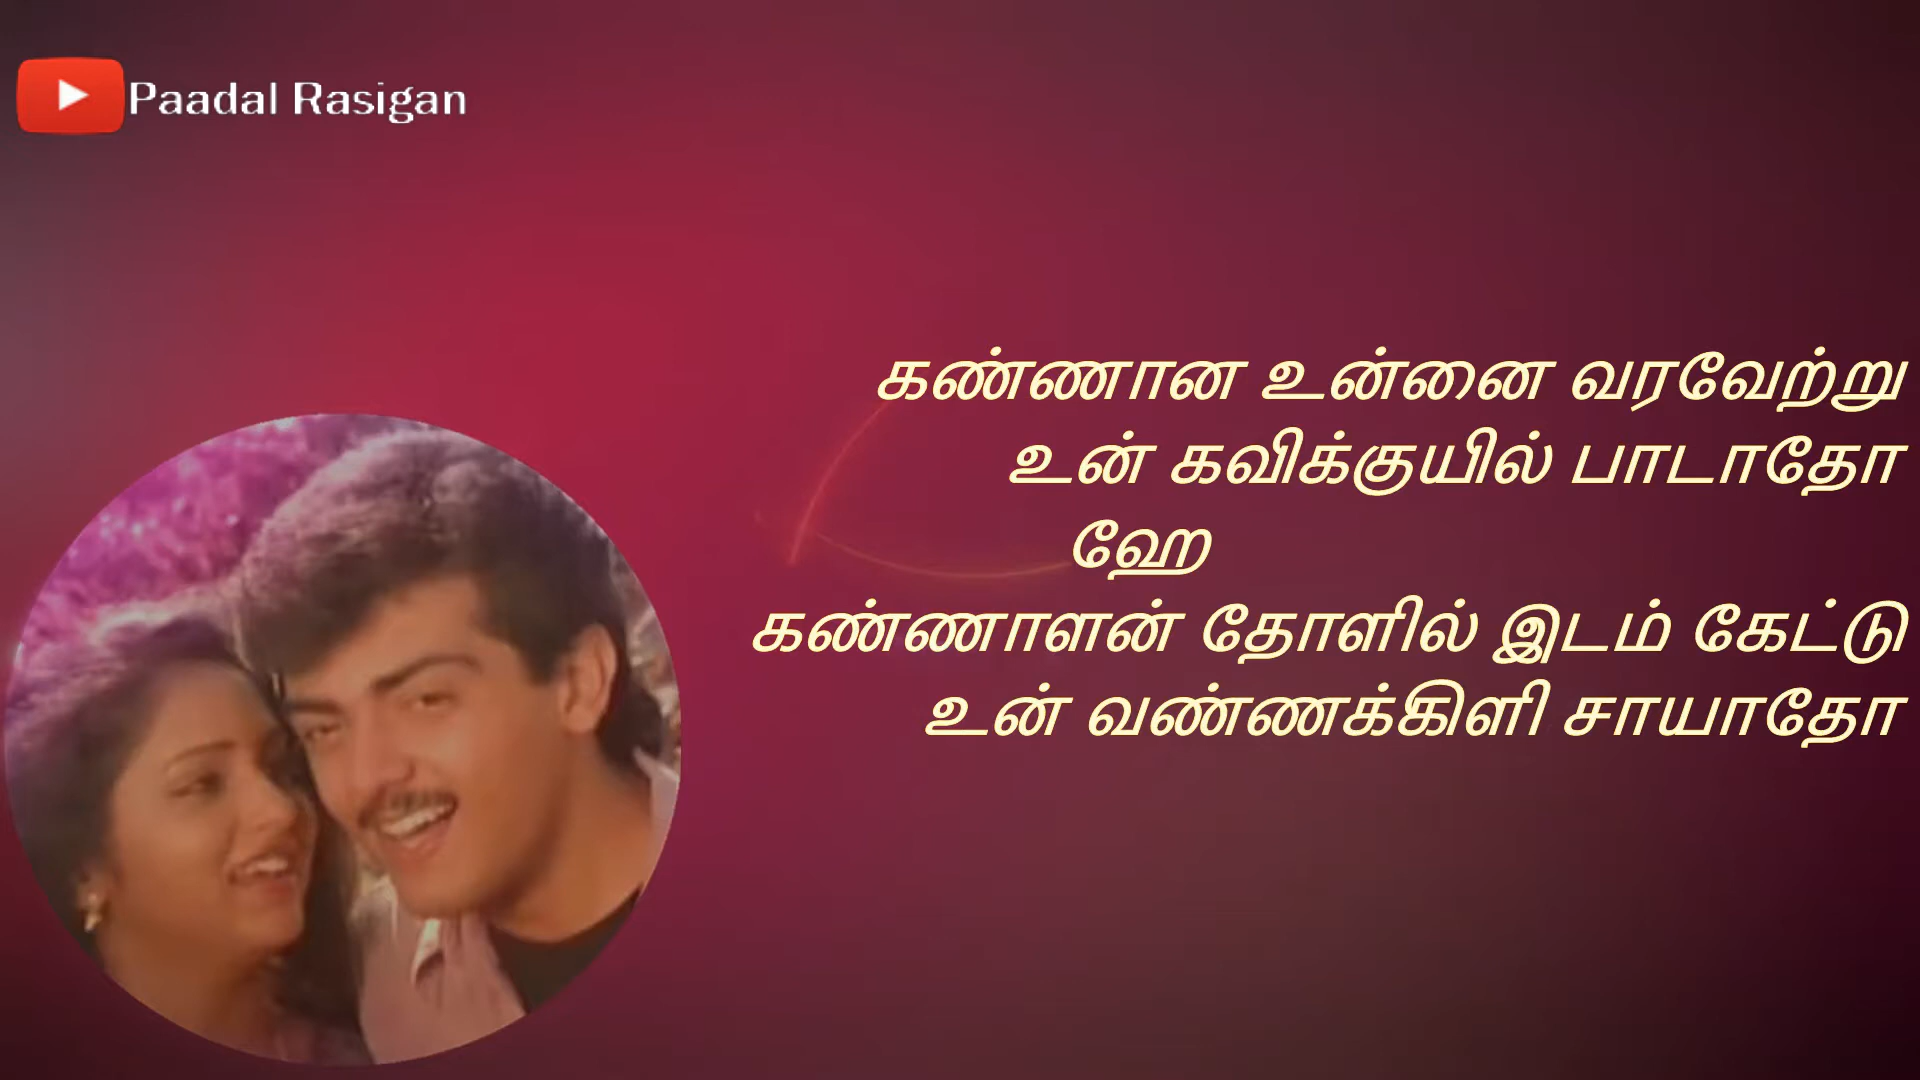 Paadal Rasigan
கண்ணான உன்னை வரவேற்று
உன் கவிக்குயில் பாடாதோ
ஹே
கண்ணாளன் தோளில் இடம் கேட்டு
உன் வண்ணக்கிளி சாயாதோ